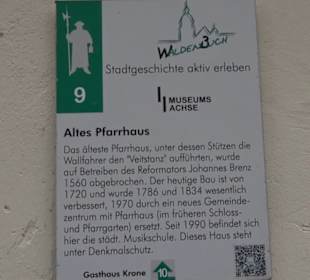 WALDENBUCH
Stadtgeschichte aktiv erleben
9
MUSEUMS
ACHSE
Altes Pfarrhaus
Das älteste Pfarrhaus, unter dessen Stützen die
Wallfahrer den "Veitstanz" aufführten, wurde
auf Betreiben des Reformators Johannes Brenz
1560 abgebrochen. Der heutige Bau ist von
1720 und wurde 1786 und 1834 wesentlich
verbessert, 1970 durch ein neues Gemeinde-
zentrum mit Pfarrhaus (im früheren Schloss-
und Pfarrgarten) ersetzt. Seit 1990 befindet sich
hier die städt. Musikschule. Dieses Haus steht
unter Denkmalschutz.
Gasthaus Krone 10